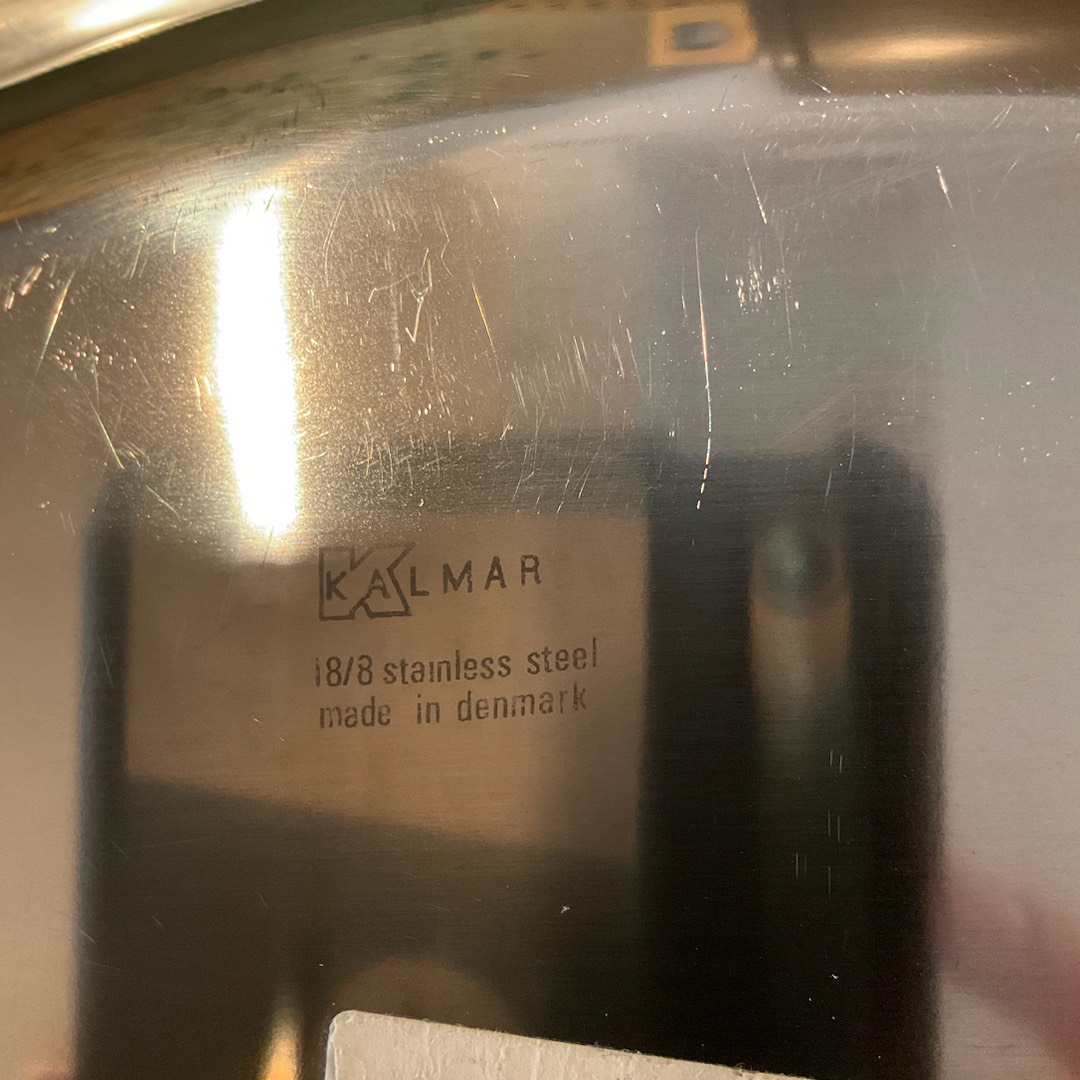 KALMAR
18/8 stainless steel
made in denmark